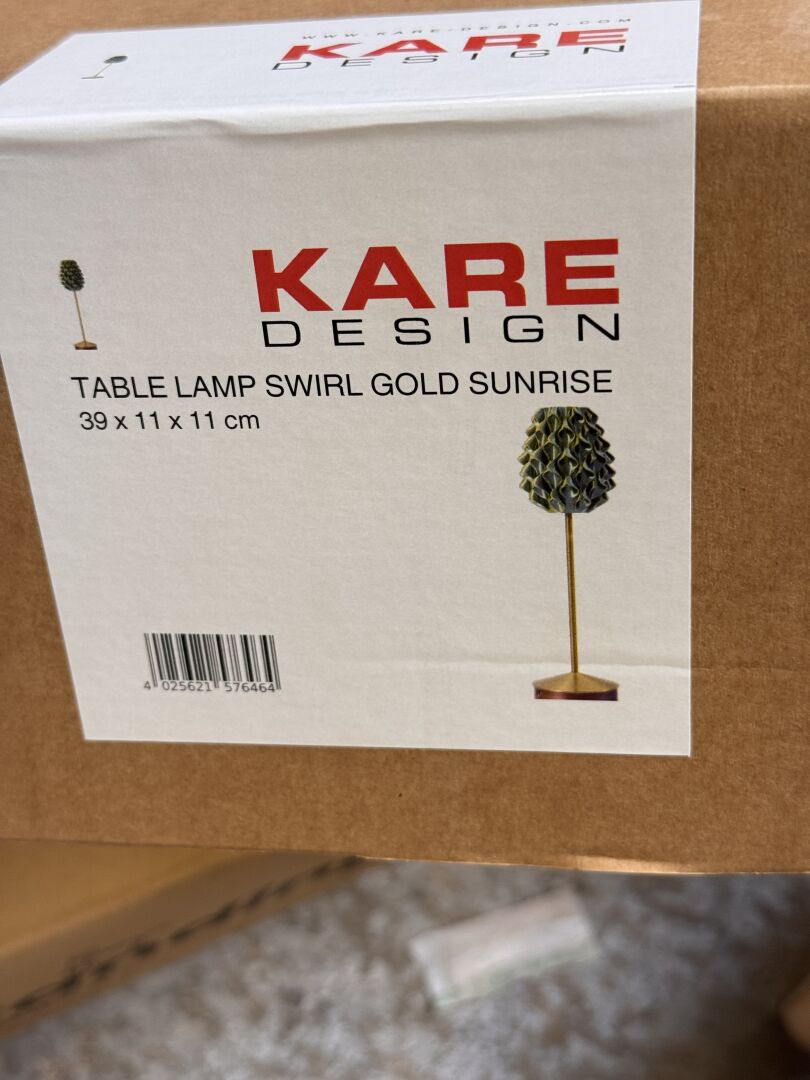 WWW.KARE-DESIGN.COM
KARE
DESIGN
KARE
DESIGN
TABLE LAMP SWIRL GOLD SUNRISE
39 x 11 x 11 cm
4 025621 576464